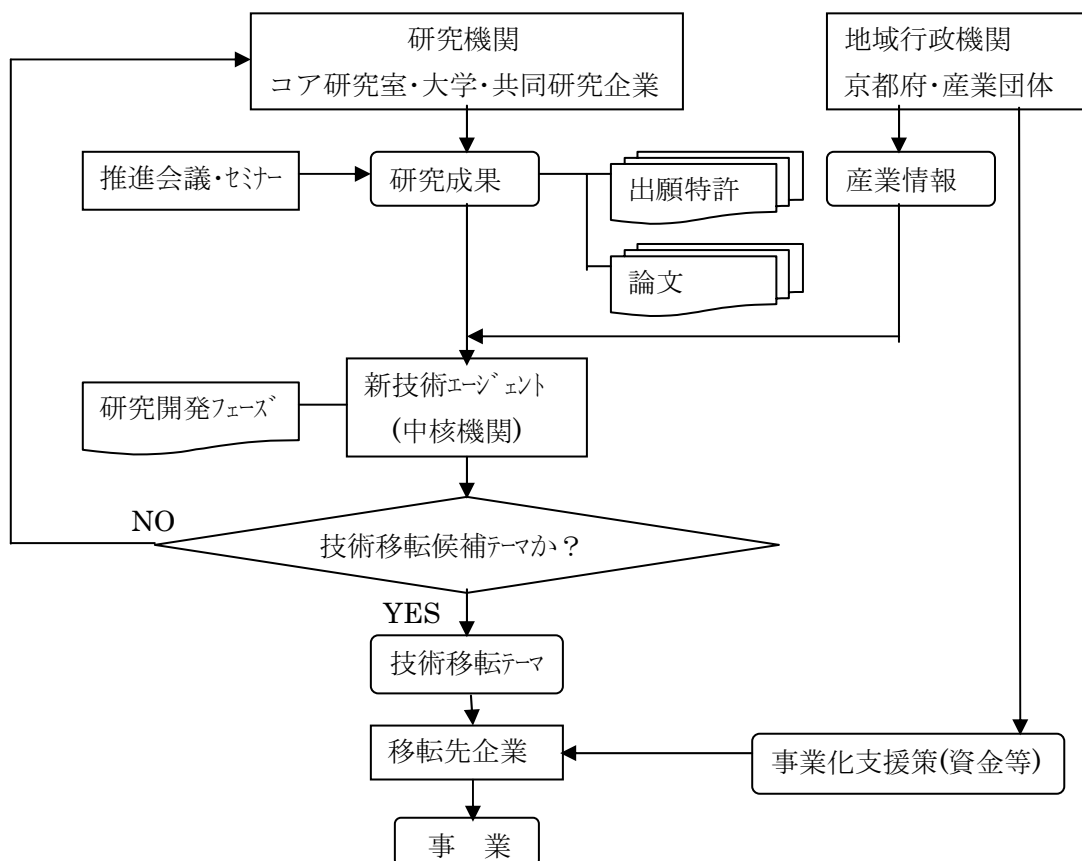 研究機関
コア研究室・大学・共同研究企業
地域行政機関
京都府・産業団体
推進会議・ｾﾐﾅｰ
研究成果
出願特許
産業情報
論文
新技術ｴｰｼﾞｪﾝﾄ
(中核機関)
研究開発ﾌｪｰｽﾞ
NO
技術移転候補ﾃｰﾏか？
YES
技術移転ﾃｰﾏ
移転先企業
事業化支援策(資金等)
事　業